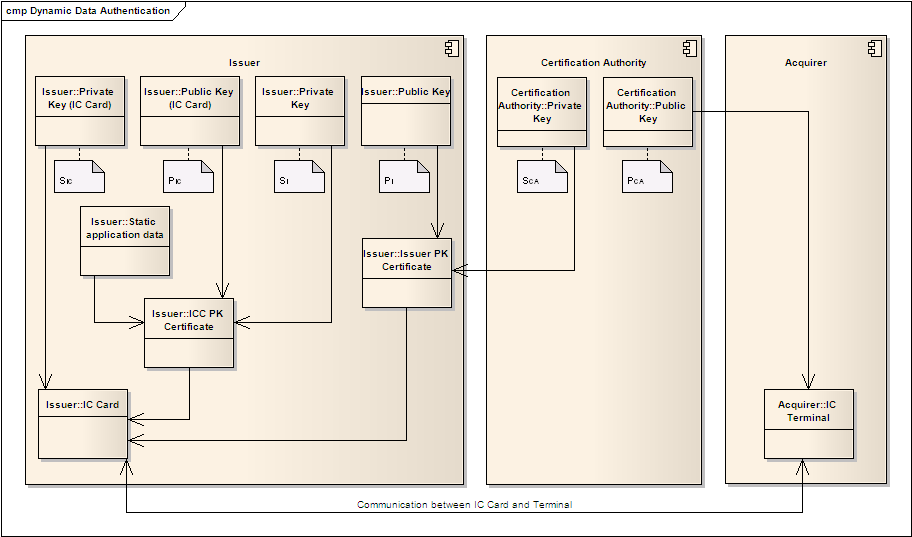 cmp Dynamic Data Authentication
Issuer
Certification Authority
Acquirer
Issuer::Private
Key (IC Card)
Issuer::Public Key
(IC Card)
Issuer::Private
Key
Issuer::Public Key
Certification
Authority::Private
Key
Certification
Authority::Public
Key
SIC
PIC
SI
PI
SCA
PCA
Issuer::Static
application data
Issuer::Issuer PK
Certificate
Issuer::ICC PK
Certificate
Issuer::IC Card
Acquirer::IC
Terminal
Communication between IC Card and Terminal